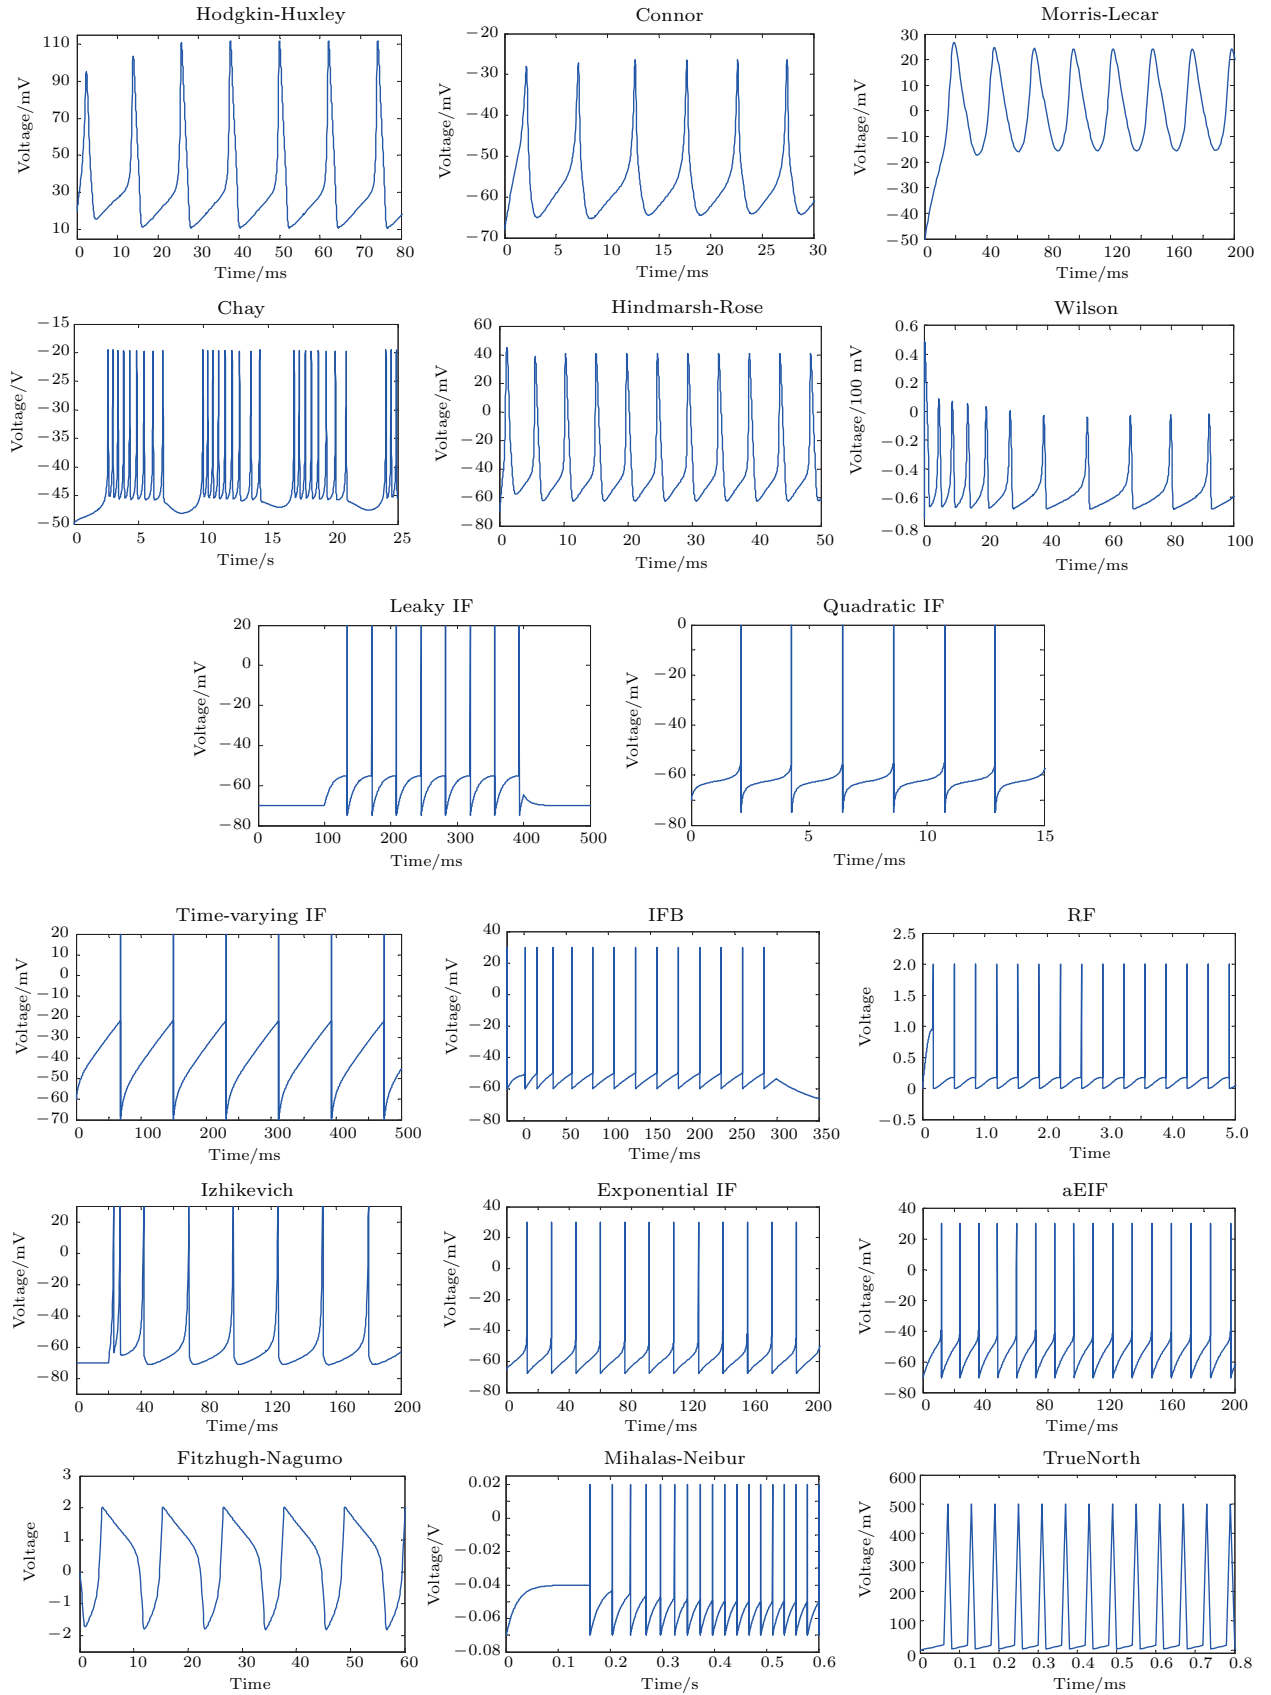 Hodgkin-Huxley
Voltage/mV
110
90
70
50
30
10
0 10 20 30 40 50 60 70 80
Time/ms
Connor
Voltage/mV
−20
−30
−40
−50
−60
−70
0 5 10 15 20 25 30
Time/ms
Morris-Lecar
Voltage/mV
30
20
10
0
−10
−20
−30
−40
−50
0 40 80 120 160 200
Time/ms
Chay
Voltage/V
−15
−20
−25
−30
−35
−40
−45
−50
0 5 10 15 20 25
Time/s
Hindmarsh-Rose
Voltage/mV
60
40
20
0
−20
−40
−60
−80
0 10 20 30 40 50
Time/ms
Wilson
Voltage/100 mV
0.6
0.4
0.2
0
−0.2
−0.4
−0.6
−0.8
0 20 40 60 80 100
Time/ms
Leaky IF
Voltage/mV
20
0
−20
−40
−60
−80
0 100 200 300 400 500
Time/ms
Quadratic IF
Voltage/mV
0
−20
−40
−60
−80
0 5 10 15
Time/ms
Time-varying IF
Voltage/mV
20
10
0
−10
−20
−30
−40
−50
−60
−70
0 100 200 300 400 500
Time/ms
IFB
Voltage/mV
40
20
0
−20
−40
−60
−80
0 50 100 150 200 250 300 350
Time/ms
RF
Voltage
2.5
2.0
1.5
1.0
0.5
0
−0.5
0 1.0 2.0 3.0 4.0 5.0
Time
Izhikevich
Voltage/mV
20
0
−20
−40
−60
−80
0 40 80 120 160 200
Time/ms
Exponential IF
Voltage/mV
40
20
0
−20
−40
−60
−80
0 40 80 120 160 200
Time/ms
aEIF
Voltage/mV
40
20
0
−20
−40
−60
−80
0 40 80 120 160 200
Time/ms
Fitzhugh-Nagumo
Voltage
3
2
1
0
−1
−2
0 10 20 30 40 50 60
Time
Mihalas-Neibur
Voltage/V
0.02
0
−0.02
−0.04
−0.06
−0.08
0 0.1 0.2 0.3 0.4 0.5 0.6
Time/s
TrueNorth
Voltage/mV
600
500
400
300
200
100
0
0 0.1 0.2 0.3 0.4 0.5 0.6 0.7 0.8
Time/ms